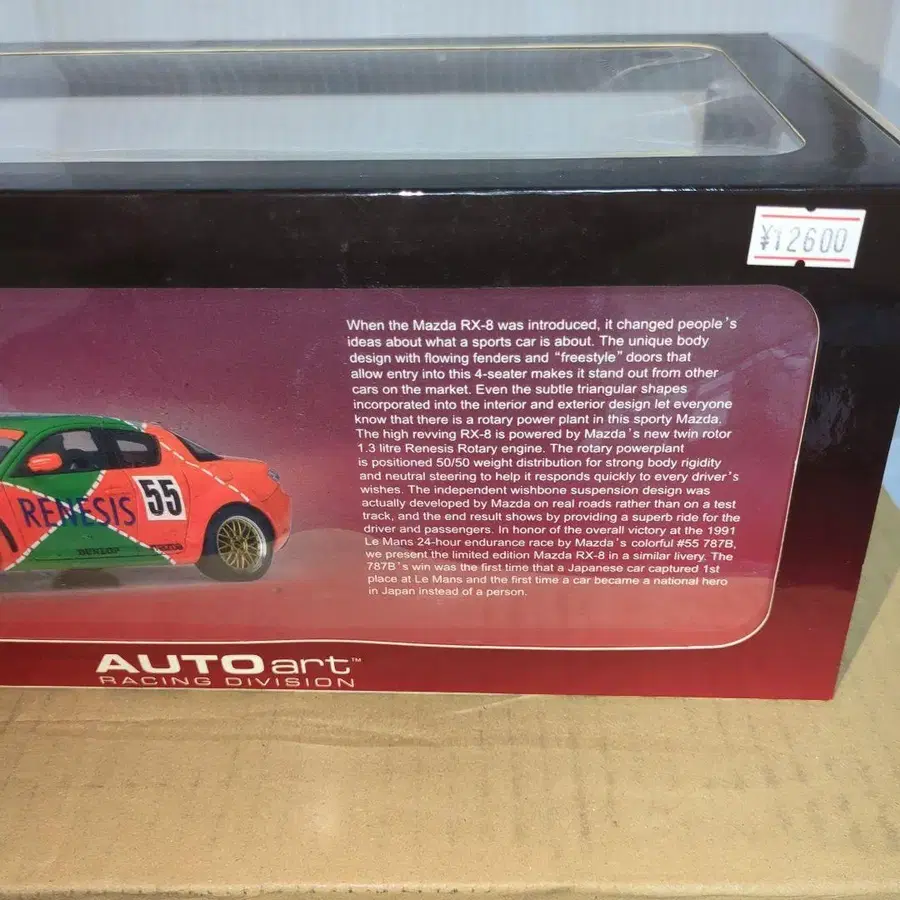 ¥12600
When the Mazda RX-8 was introduced, it changed people's
ideas about what a sports car is about. The unique body
design with flowing fenders and "freestyle" doors that
allow entry into this 4-seater makes it stand out from other
cars on the market. Even the subtle triangular shapes
incorporated into the interior and exterior design let everyone
know that there is a rotary power plant in this sporty Mazda.
The high revving RX-8 is powered by Mazda's new twin rotor
1.3 litre Renesis Rotary engine. The rotary powerplant
is positioned 50/50 weight distribution for strong body rigidity
and neutral steering to help it responds quickly to every driver's
wishes. The independent wishbone suspension design was
actually developed by Mazda on real roads rather than on a test
track, and the end result shows by providing a superb ride for the
driver and passengers. In honor of the overall victory at the 1991
Le Mans 24-hour endurance race by Mazda's colorful #55 787B,
we present the limited edition Mazda RX-8 in a similar livery. The
787B's win was the first time that a Japanese car captured 1st
place at Le Mans and the first time a car became a national hero
in Japan instead of a person.
RENESIS 55
DUNLOP mazda
AUTOart™
RACING DIVISION